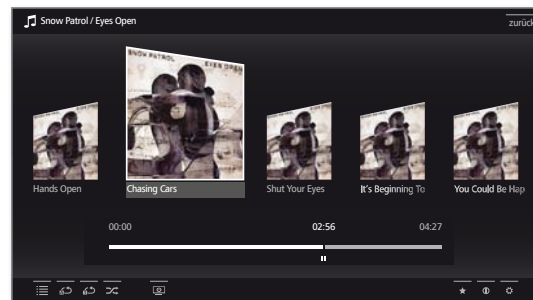 Snow Patrol / Eyes Open
zurück
SNOW PATROL EYES OPEN
Hands Open
Chasing Cars
Shut Your Eyes
It's Beginning To
You Could Be Hap
00:00
02:56
04:27